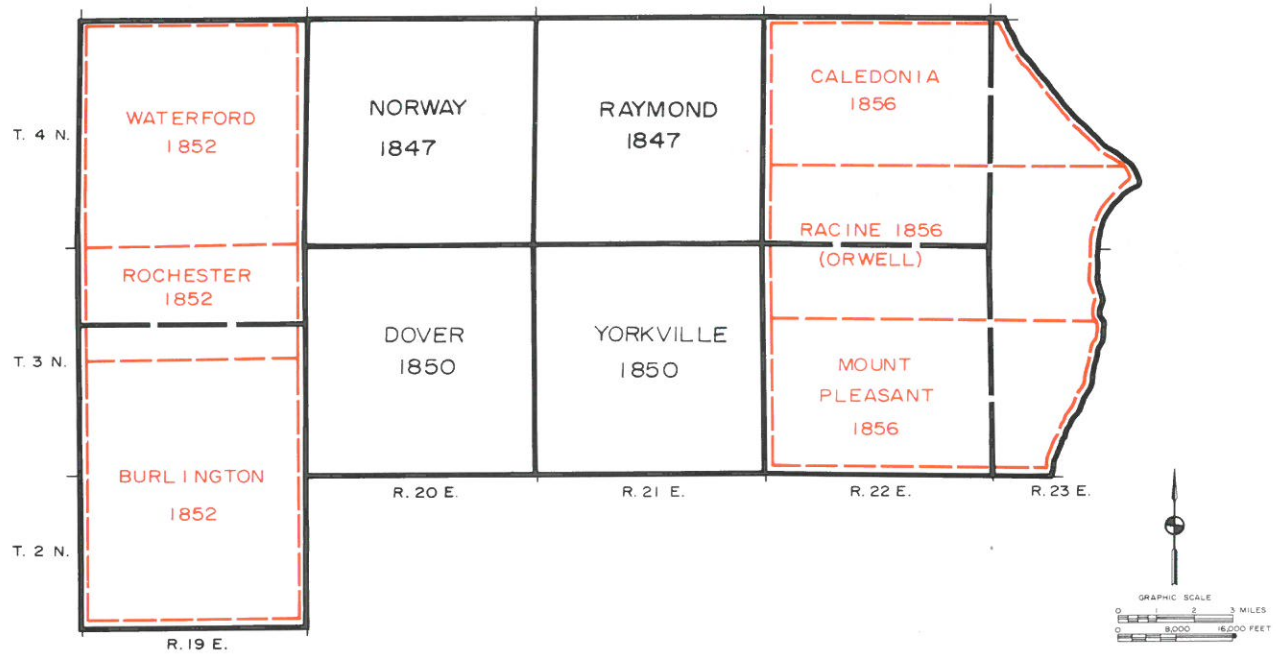 T. 4 N.
WATERFORD
1852
NORWAY
1847
RAYMOND
1847
CALEDONIA
1856
ROCHESTER
1852
RACINE 1856
(ORWELL)
T. 3 N.
DOVER
1850
YORKVILLE
1850
MOUNT
PLEASANT
1856
BURLINGTON
1852
R. 20 E.
R. 21 E.
R. 22 E.
R. 23 E.
T. 2 N.
R. 19 E.
GRAPHIC SCALE
0 1 2 3 MILES
0 8,000 16,000 FEET